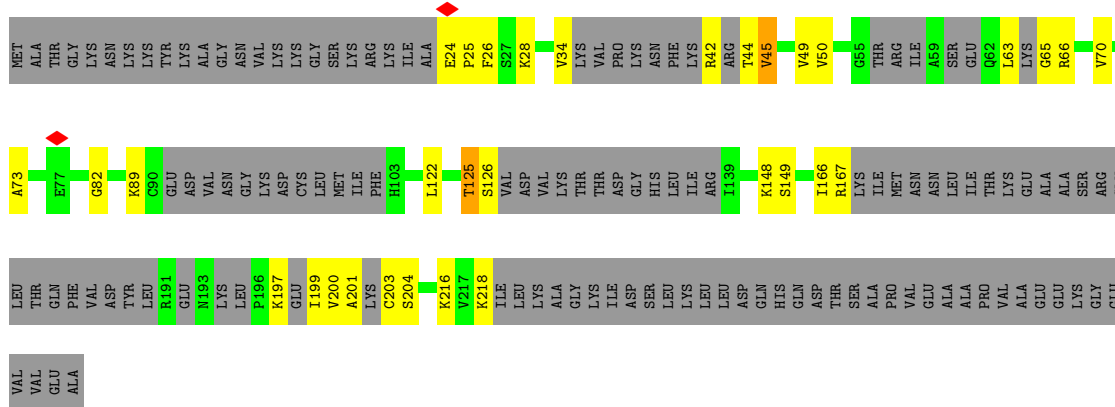 MET ALA THR GLY LYS ASN LYS LYS TYR LYS ALA GLY ASN VAL LYS LYS GLY SER LYS ARG LYS ILE ALA E24 P25 F26 S27 K28 V34 LYS VAL PRO LYS ASN PHE LYS R42 ARG T44 V45 V49 V50 G55 THR ARG ILE A59 SER GLU Q62 L63 LYS G65 R66 V70
A73 E77 G82 K89 C90 GLU ASP VAL ASN GLY LYS ASP CYS LEU MET ILE PHE H103 L122 T125 S126 VAL ASP VAL LYS THR THR ASP GLY HIS LEU ILE ARG I139 K148 S149 I166 R167 LYS ILE MET ASN ASN LEU ILE THR LYS GLU ALA ALA SER ARG
LEU THR GLN PHE VAL ASP TYR LEU R191 GLU N193 LYS LEU P196 K197 GLU I199 V200 A201 LYS C203 S204 K216 V217 K218 ILE LEU LYS ALA GLY LYS ILE ASP SER LEU LYS LEU LEU ASP GLN HIS GLN ASP THR SER ALA PRO VAL GLU ALA ALA PRO VAL ALA GLU GLU LYS GLY GLU
VAL VAL GLU ALA